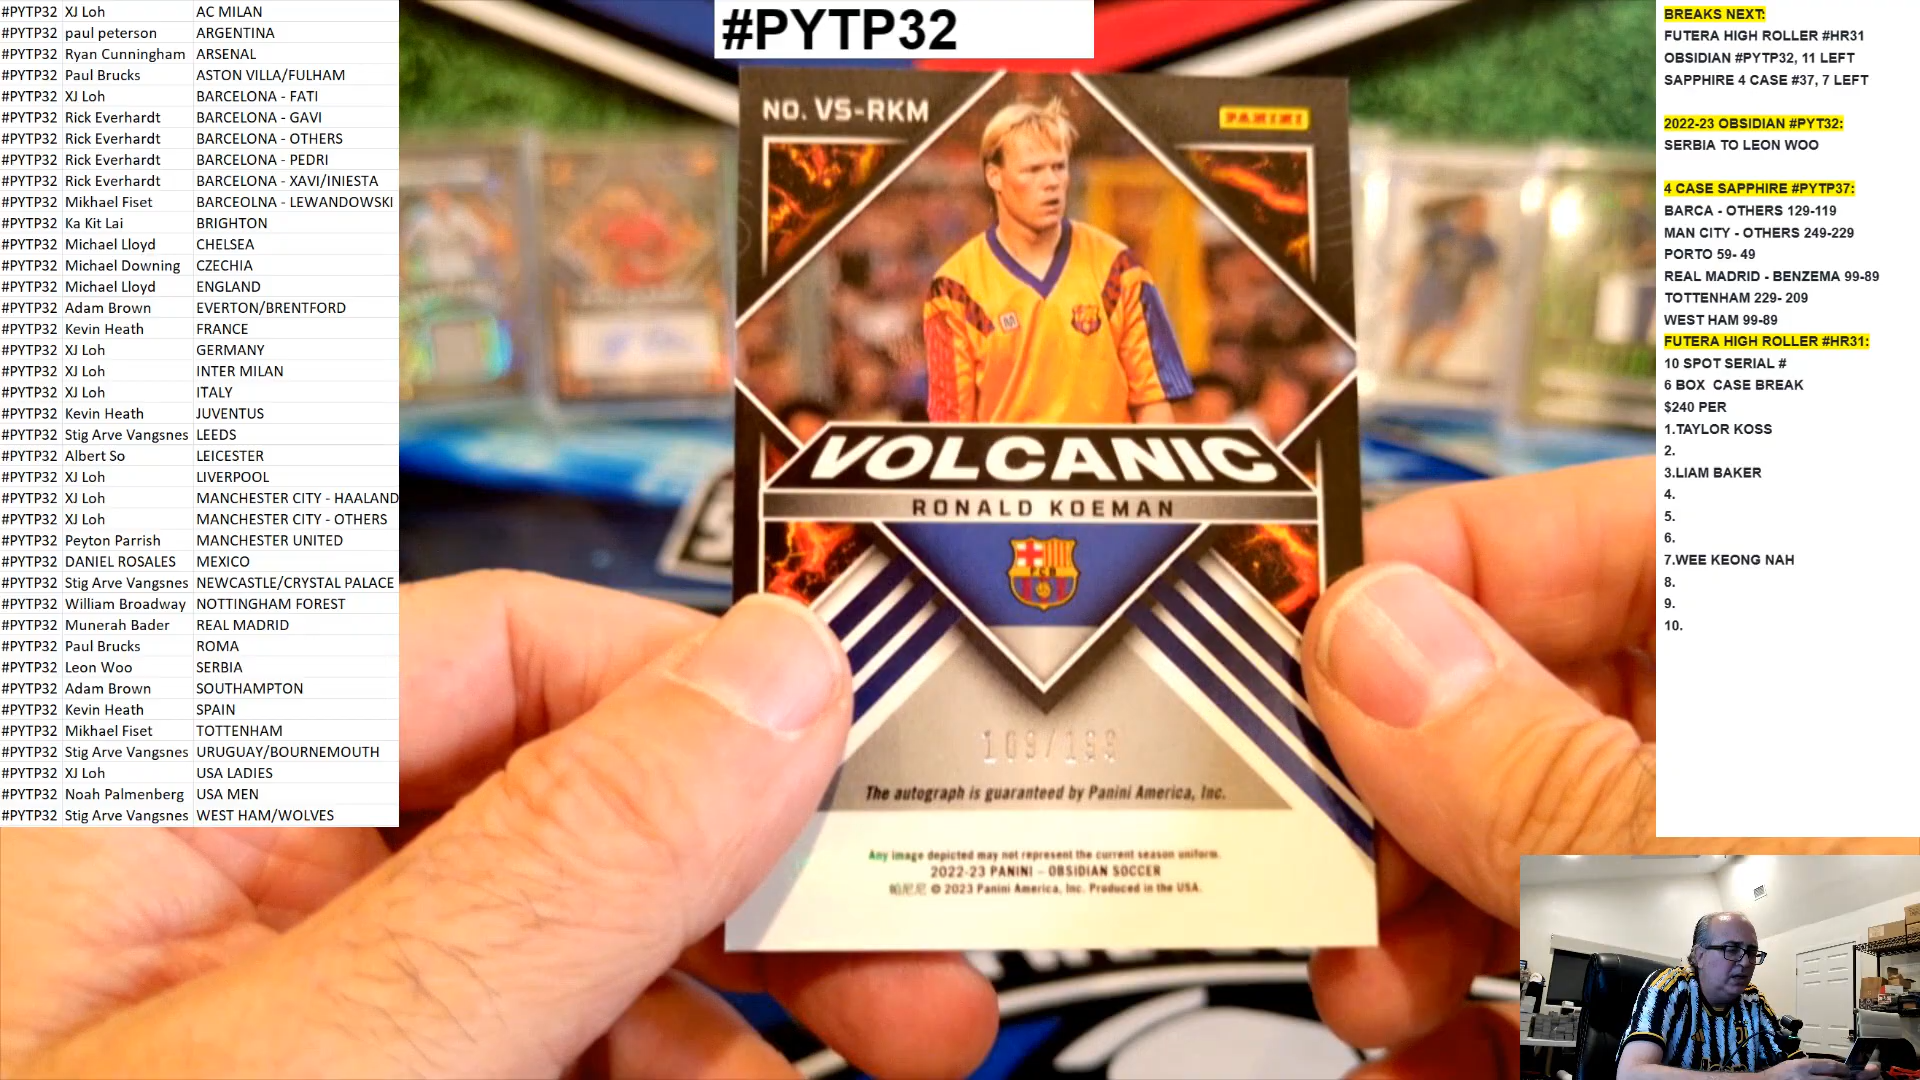 #PYTP32 XJ Loh AC MILAN
#PYTP32 paul peterson ARGENTINA
#PYTP32 Ryan Cunningham ARSENAL
#PYTP32 Paul Brucks ASTON VILLA/FULHAM
#PYTP32 XJ Loh BARCELONA - FATI
#PYTP32 Rick Everhardt BARCELONA - GAVI
#PYTP32 Rick Everhardt BARCELONA - OTHERS
#PYTP32 Rick Everhardt BARCELONA - PEDRI
#PYTP32 Rick Everhardt BARCELONA - XAVI/INIESTA
#PYTP32 Mikhael Fiset BARCEOLNA - LEWANDOWSKI
#PYTP32 Ka Kit Lai BRIGHTON
#PYTP32 Michael Lloyd CHELSEA
#PYTP32 Michael Downing CZECHIA
#PYTP32 Michael Lloyd ENGLAND
#PYTP32 Adam Brown EVERTON/BRENTFORD
#PYTP32 Kevin Heath FRANCE
#PYTP32 XJ Loh GERMANY
#PYTP32 XJ Loh INTER MILAN
#PYTP32 XJ Loh ITALY
#PYTP32 Kevin Heath JUVENTUS
#PYTP32 Stig Arve Vangsnes LEEDS
#PYTP32 Albert So LEICESTER
#PYTP32 XJ Loh LIVERPOOL
#PYTP32 XJ Loh MANCHESTER CITY - HAALAND
#PYTP32 XJ Loh MANCHESTER CITY - OTHERS
#PYTP32 Peyton Parrish MANCHESTER UNITED
#PYTP32 DANIEL ROSALES MEXICO
#PYTP32 Stig Arve Vangsnes NEWCASTLE/CRYSTAL PALACE
#PYTP32 William Broadway NOTTINGHAM FOREST
#PYTP32 Munerah Bader REAL MADRID
#PYTP32 Paul Brucks ROMA
#PYTP32 Leon Woo SERBIA
#PYTP32 Adam Brown SOUTHAMPTON
#PYTP32 Kevin Heath SPAIN
#PYTP32 Mikhael Fiset TOTTENHAM
#PYTP32 Stig Arve Vangsnes URUGUAY/BOURNEMOUTH
#PYTP32 XJ Loh USA LADIES
#PYTP32 Noah Palmenberg USA MEN
#PYTP32 Stig Arve Vangsnes WEST HAM/WOLVES
#PYTP32
NO. VS-RKM
PANINI
VOLCANIC
RONALD KOEMAN
FCB
169/199
The autograph is guaranteed by Panini America, Inc.
Any image depicted may not represent the current season uniform.
2022-23 PANINI - OBSIDIAN SOCCER
帕尼尼 © 2023 Panini America, Inc. Produced in the USA.
BREAKS NEXT:
FUTERA HIGH ROLLER #HR31
OBSIDIAN #PYTP32, 11 LEFT
SAPPHIRE 4 CASE #37, 7 LEFT
2022-23 OBSIDIAN #PYT32:
SERBIA TO LEON WOO
4 CASE SAPPHIRE #PYTP37:
BARCA - OTHERS 129-119
MAN CITY - OTHERS 249-229
PORTO 59- 49
REAL MADRID - BENZEMA 99-89
TOTTENHAM 229- 209
WEST HAM 99-89
FUTERA HIGH ROLLER #HR31:
10 SPOT SERIAL #
6 BOX CASE BREAK
$240 PER
1.TAYLOR KOSS
2.
3.LIAM BAKER
4.
5.
6.
7.WEE KEONG NAH
8.
9.
10.